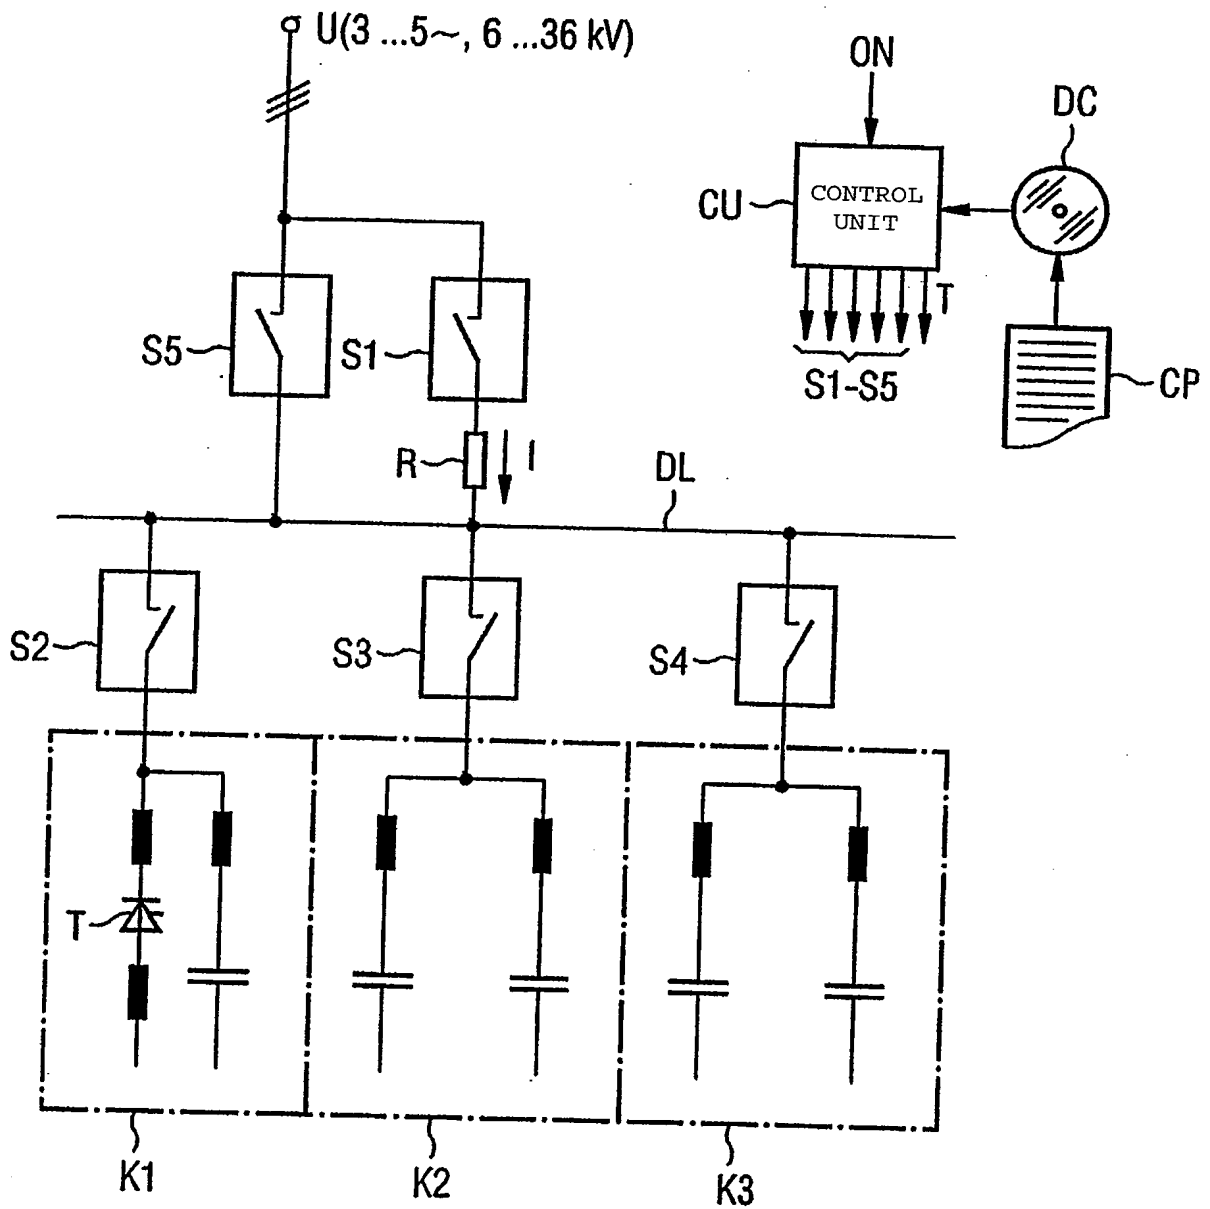 U(3 ...5~, 6 ...36 kV)
ON
DC
CU
CONTROL
UNIT
T
S5
S1
S1-S5
CP
R
I
DL
S2
S3
S4
T
K1
K2
K3